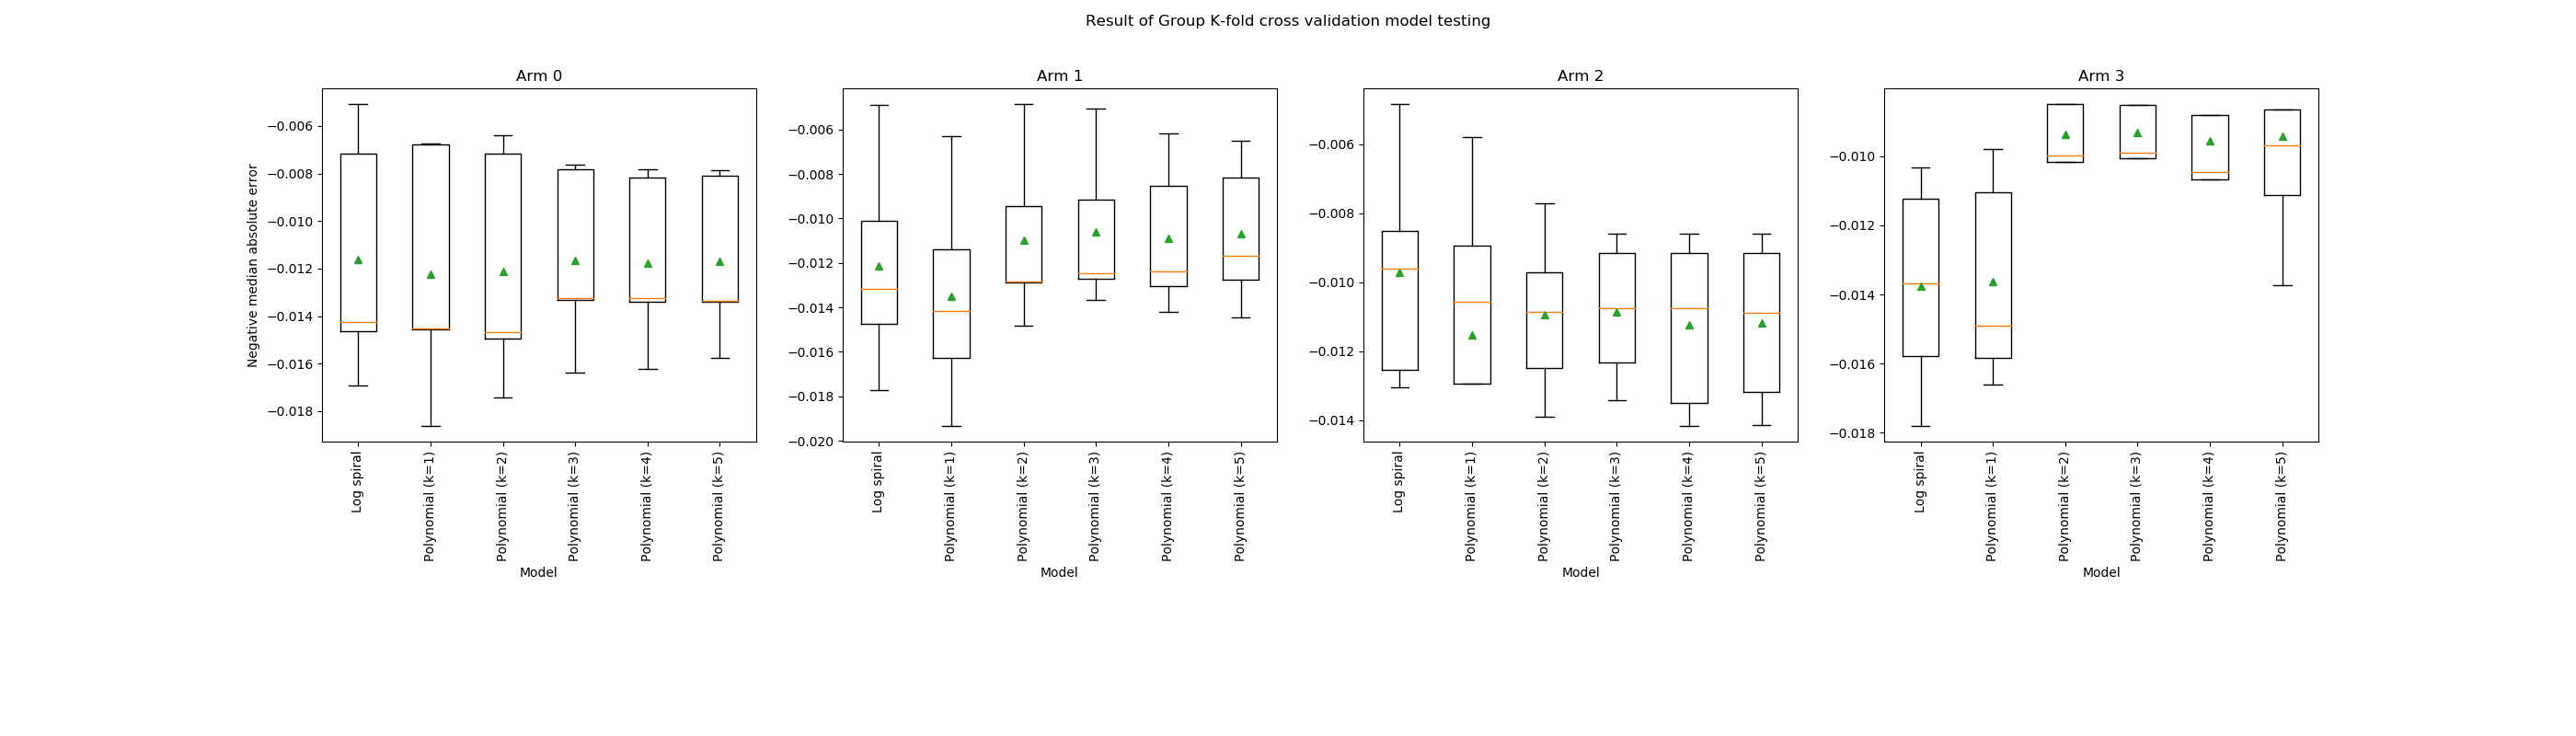 Result of Group K-fold cross validation model testing
Arm 0
Negative median absolute error
−0.006
−0.008
−0.010
−0.012
−0.014
−0.016
−0.018
Log spiral
Polynomial (k=1)
Polynomial (k=2)
Polynomial (k=3)
Polynomial (k=4)
Polynomial (k=5)
Model
Arm 1
−0.006
−0.008
−0.010
−0.012
−0.014
−0.016
−0.018
−0.020
Log spiral
Polynomial (k=1)
Polynomial (k=2)
Polynomial (k=3)
Polynomial (k=4)
Polynomial (k=5)
Model
Arm 2
−0.006
−0.008
−0.010
−0.012
−0.014
Log spiral
Polynomial (k=1)
Polynomial (k=2)
Polynomial (k=3)
Polynomial (k=4)
Polynomial (k=5)
Model
Arm 3
−0.010
−0.012
−0.014
−0.016
−0.018
Log spiral
Polynomial (k=1)
Polynomial (k=2)
Polynomial (k=3)
Polynomial (k=4)
Polynomial (k=5)
Model